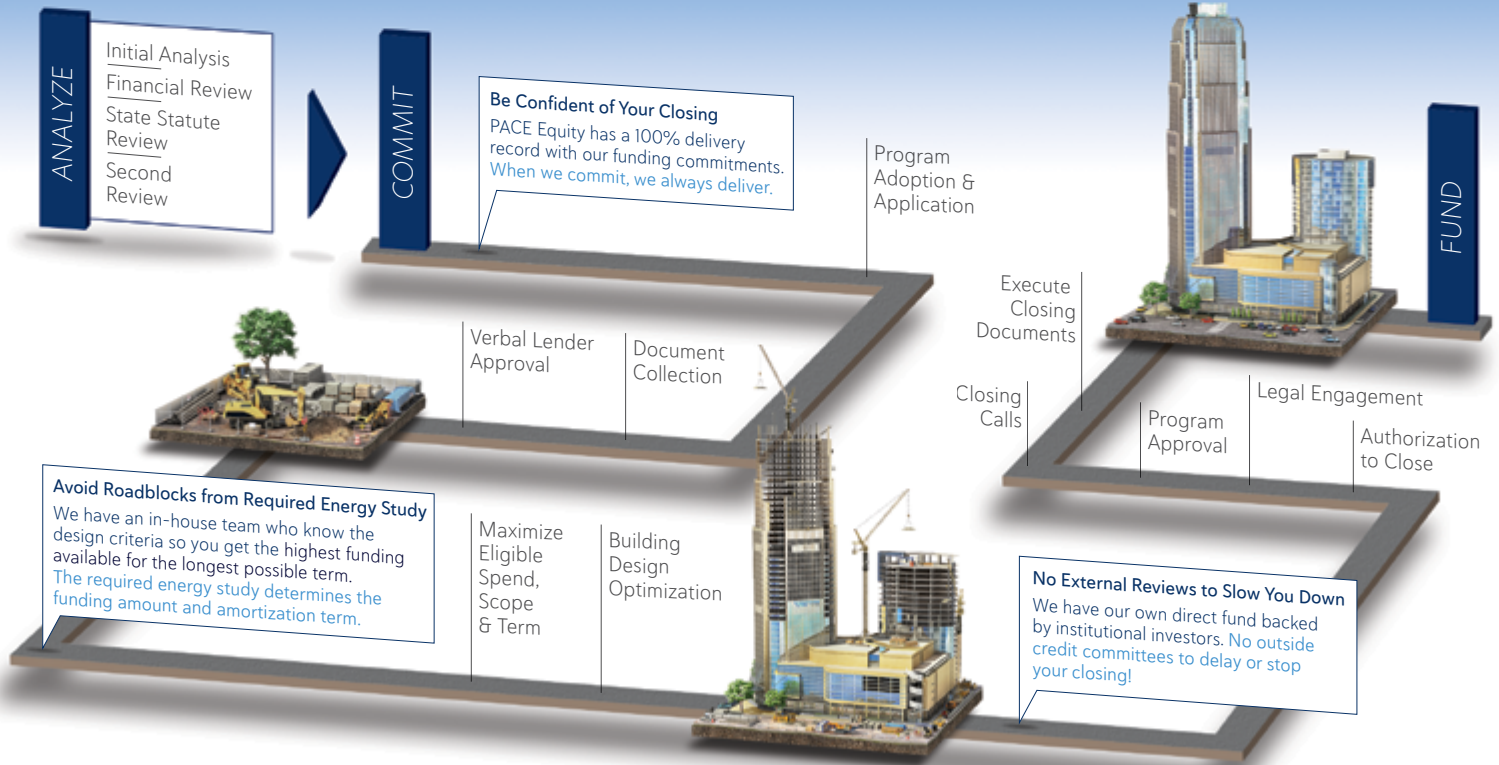 ANALYZE
Initial Analysis
Financial Review
State Statute
Review
Second
Review
COMMIT
Be Confident of Your Closing
PACE Equity has a 100% delivery
record with our funding commitments.
When we commit, we always deliver.
Program
Adoption &
Application
Document
Collection
Verbal Lender
Approval
Avoid Roadblocks from Required Energy Study
We have an in-house team who know the
design criteria so you get the highest funding
available for the longest possible term.
The required energy study determines the
funding amount and amortization term.
Maximize
Eligible
Spend,
Scope
& Term
Building
Design
Optimization
No External Reviews to Slow You Down
We have our own direct fund backed
by institutional investors. No outside
credit committees to delay or stop
your closing!
Authorization
to Close
Legal Engagement
Program
Approval
Closing
Calls
Execute
Closing
Documents
FUND